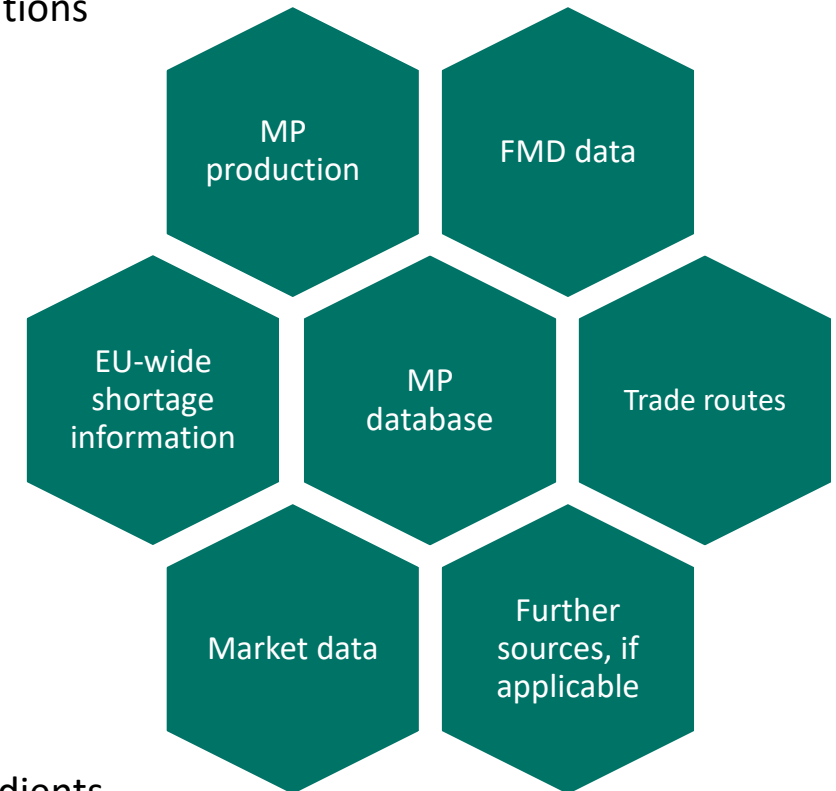 tions
MP
production
FMD data
EU-wide
shortage
information
MP
database
Trade routes
Market data
Further
sources, if
applicable
dients